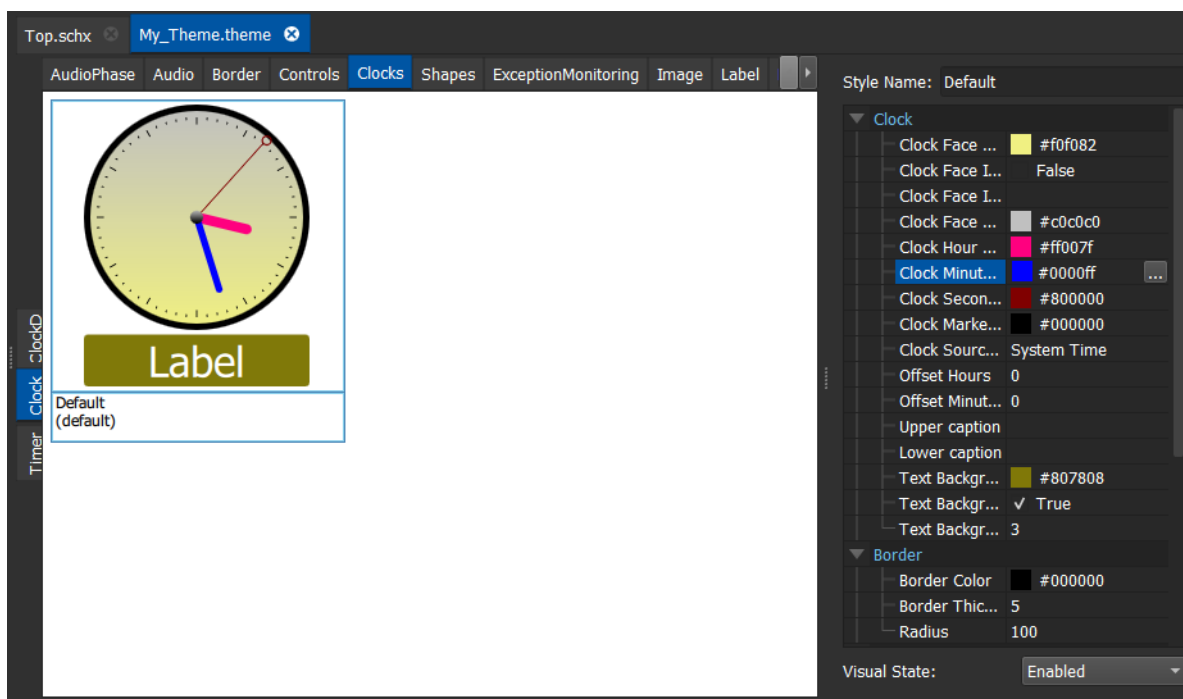 Top.schx
My_Theme.theme
AudioPhase Audio Border Controls Clocks Shapes ExceptionMonitoring Image Label
Label
Default
(default)
ClockD
Clock
Timer
Style Name: Default
Clock
Clock Face ... #f0f082
Clock Face I... False
Clock Face I...
Clock Face ... #c0c0c0
Clock Hour ... #ff007f
Clock Minut... #0000ff ...
Clock Secon... #800000
Clock Marke... #000000
Clock Sourc... System Time
Offset Hours 0
Offset Minut... 0
Upper caption
Lower caption
Text Backgr... #807808
Text Backgr... True
Text Backgr... 3
Border
Border Color #000000
Border Thic... 5
Radius 100
Visual State: Enabled